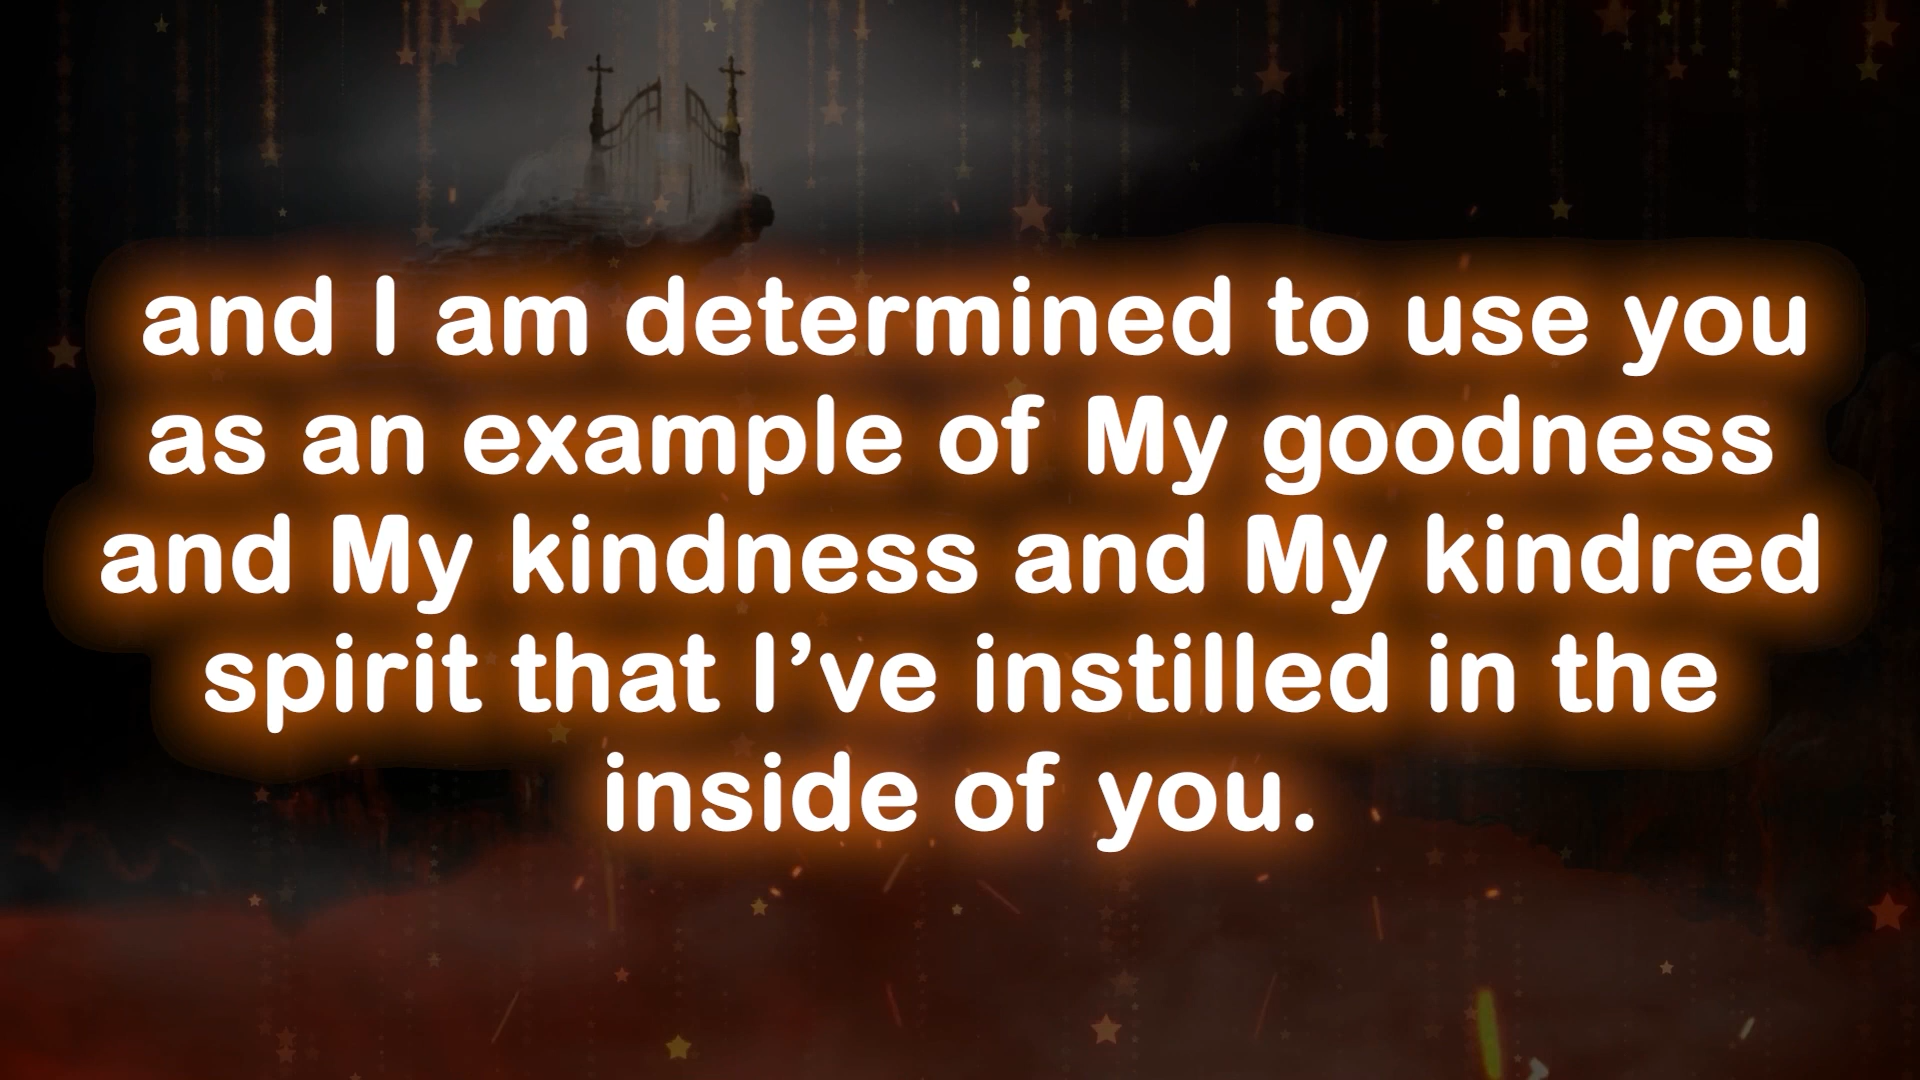 and I am determined to use you
as an example of My goodness
and My kindness and My kindred
spirit that I’ve instilled in the
inside of you.